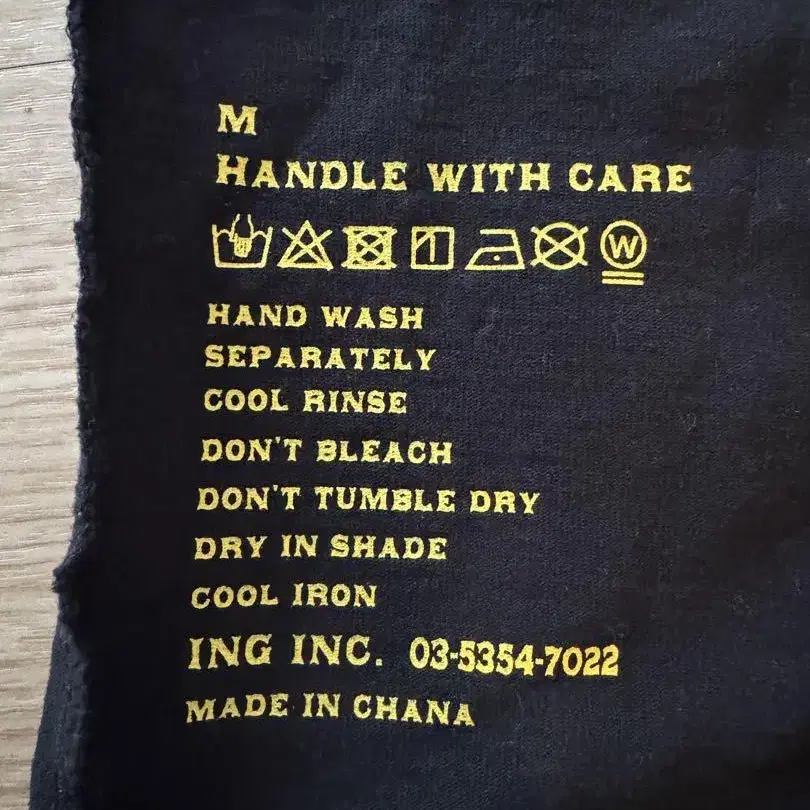 M
HANDLE WITH CARE
W
HAND WASH
SEPARATELY
COOL RINSE
DON'T BLEACH
DON'T TUMBLE DRY
DRY IN SHADE
COOL IRON
ING INC. 03-5354-7022
MADE IN CHANA